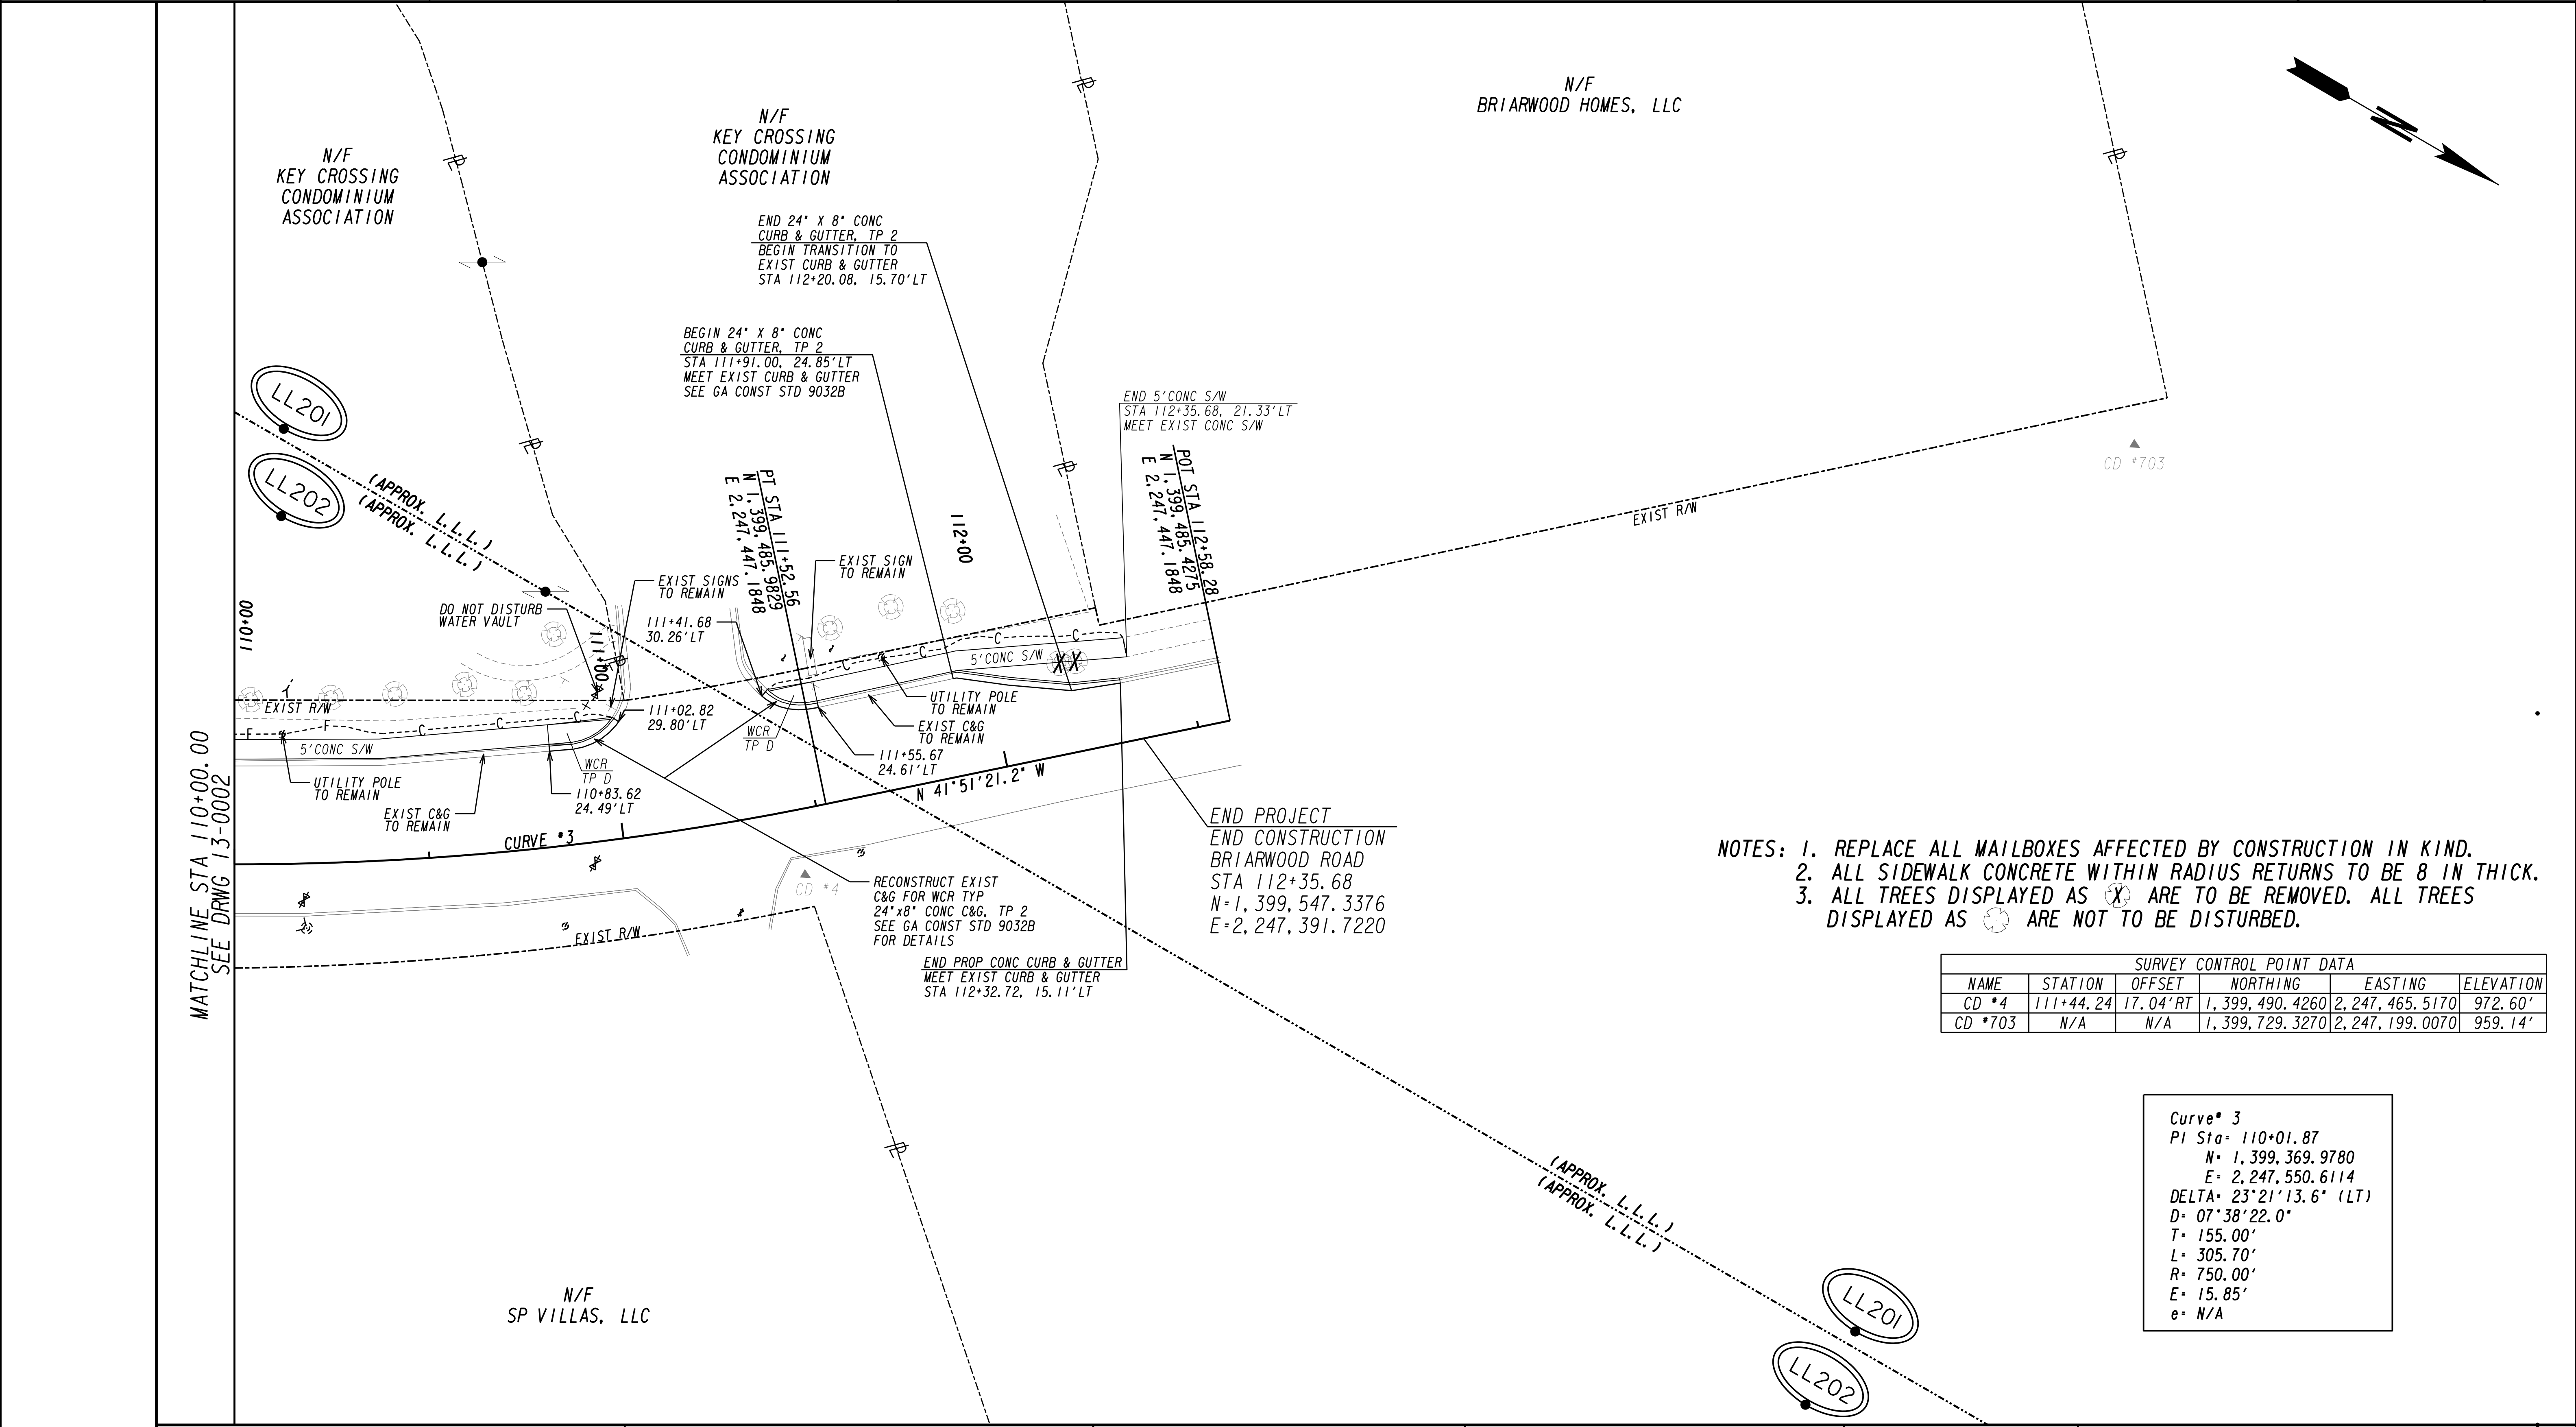 N/F
KEY CROSSING
CONDOMINIUM
ASSOCIATION
N/F
KEY CROSSING
CONDOMINIUM
ASSOCIATION
N/F
BRIARWOOD HOMES, LLC
N
END 24" X 8" CONC
CURB & GUTTER, TP 2
BEGIN TRANSITION TO
EXIST CURB & GUTTER
STA 112+20.08, 15.70'LT
BEGIN 24" X 8" CONC
CURB & GUTTER, TP 2
STA 111+91.00, 24.85'LT
MEET EXIST CURB & GUTTER
SEE GA CONST STD 9032B
END 5'CONC S/W
STA 112+35.68, 21.33'LT
MEET EXIST CONC S/W
LL201
LL202
(APPROX. L.L.L.)
(APPROX. L.L.L.)
PT STA 111+52.56
N 1,399,485.9829
E 2,247,447.1848
POT STA 112+58.28
N 1,399,485.4275
E 2,247,447.1848
112+00
111+00
110+00
CD #703
EXIST R/W
EXIST SIGN
TO REMAIN
EXIST SIGNS
TO REMAIN
DO NOT DISTURB
WATER VAULT
111+41.68
30.26'LT
5'CONC S/W
XX
C C C C
UTILITY POLE
TO REMAIN
EXIST C&G
TO REMAIN
WCR
TP D
111+55.67
24.61'LT
111+02.82
29.80'LT
EXIST R/W
F F C C C
5'CONC S/W
UTILITY POLE
TO REMAIN
EXIST C&G
TO REMAIN
WCR
TP D
110+83.62
24.49'LT
N 41°51'21.2" W
CURVE #3
MATCHLINE STA 110+00.00
SEE DRWG 13-0002
CD #4
EXIST R/W
RECONSTRUCT EXIST
C&G FOR WCR TYP
24"x8" CONC C&G, TP 2
SEE GA CONST STD 9032B
FOR DETAILS
END PROP CONC CURB & GUTTER
MEET EXIST CURB & GUTTER
STA 112+32.72, 15.11'LT
END PROJECT
END CONSTRUCTION
BRIARWOOD ROAD
STA 112+35.68
N=1,399,547.3376
E=2,247,391.7220
NOTES: 1. REPLACE ALL MAILBOXES AFFECTED BY CONSTRUCTION IN KIND.
2. ALL SIDEWALK CONCRETE WITHIN RADIUS RETURNS TO BE 8 IN THICK.
3. ALL TREES DISPLAYED AS X ARE TO BE REMOVED. ALL TREES
DISPLAYED AS ARE NOT TO BE DISTURBED.
SURVEY CONTROL POINT DATA
NAME STATION OFFSET NORTHING EASTING ELEVATION
CD #4 111+44.24 17.04'RT 1,399,490.4260 2,247,465.5170 972.60'
CD #703 N/A N/A 1,399,729.3270 2,247,199.0070 959.14'
Curve# 3
PI Sta= 110+01.87
N= 1,399,369.9780
E= 2,247,550.6114
DELTA= 23°21'13.6" (LT)
D= 07°38'22.0"
T= 155.00'
L= 305.70'
R= 750.00'
E= 15.85'
e= N/A
N/F
SP VILLAS, LLC
(APPROX. L.L.L.)
(APPROX. L.L.L.)
LL201
LL202